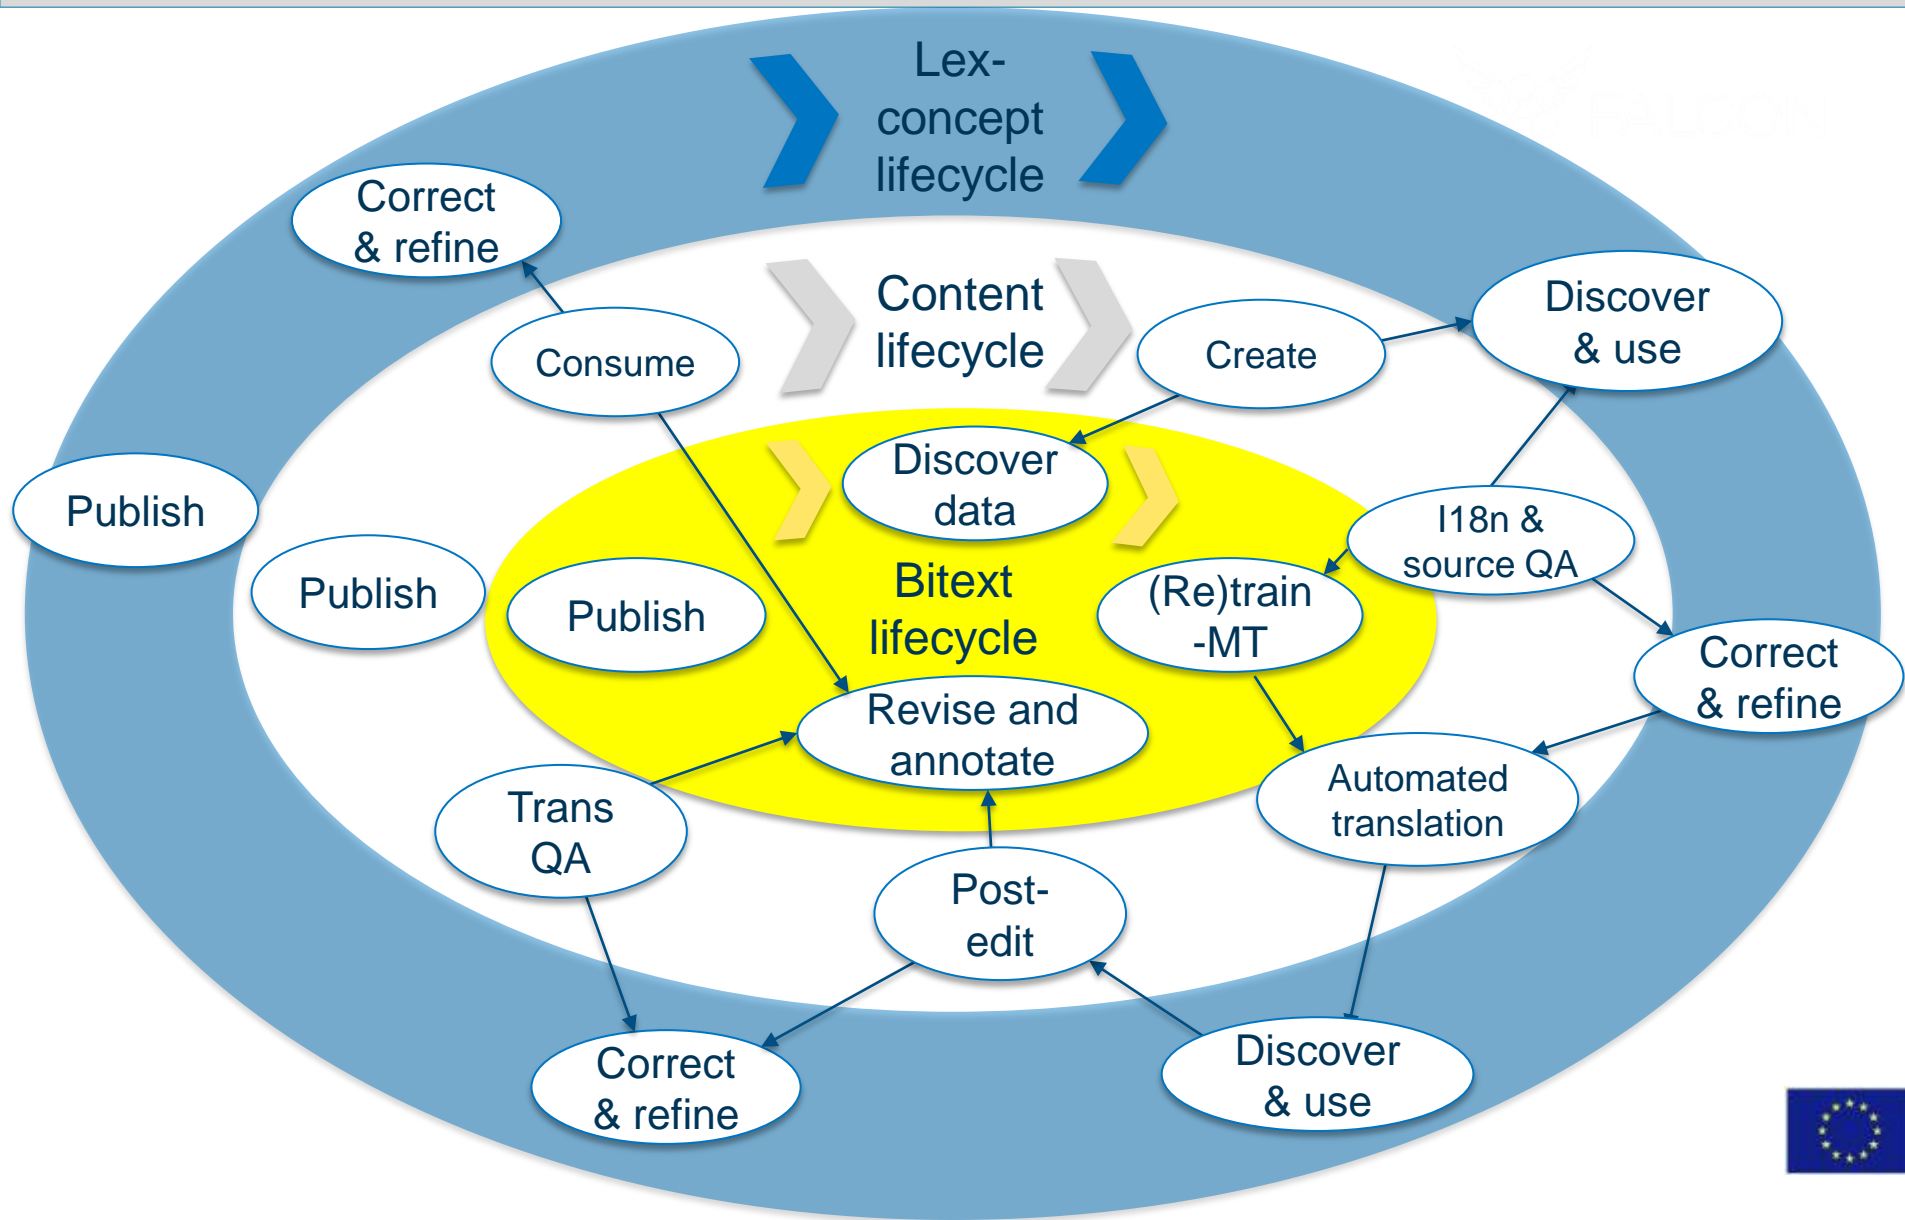 Lex-
concept
lifecycle
Correct
& refine
Content
lifecycle
Discover
& use
Consume
Create
Discover
data
Publish
I18n &
source QA
Publish
Publish
Bitext
lifecycle
(Re)train
-MT
Correct
& refine
Revise and
annotate
Automated
translation
Trans
QA
Post-
edit
Correct
& refine
Discover
& use